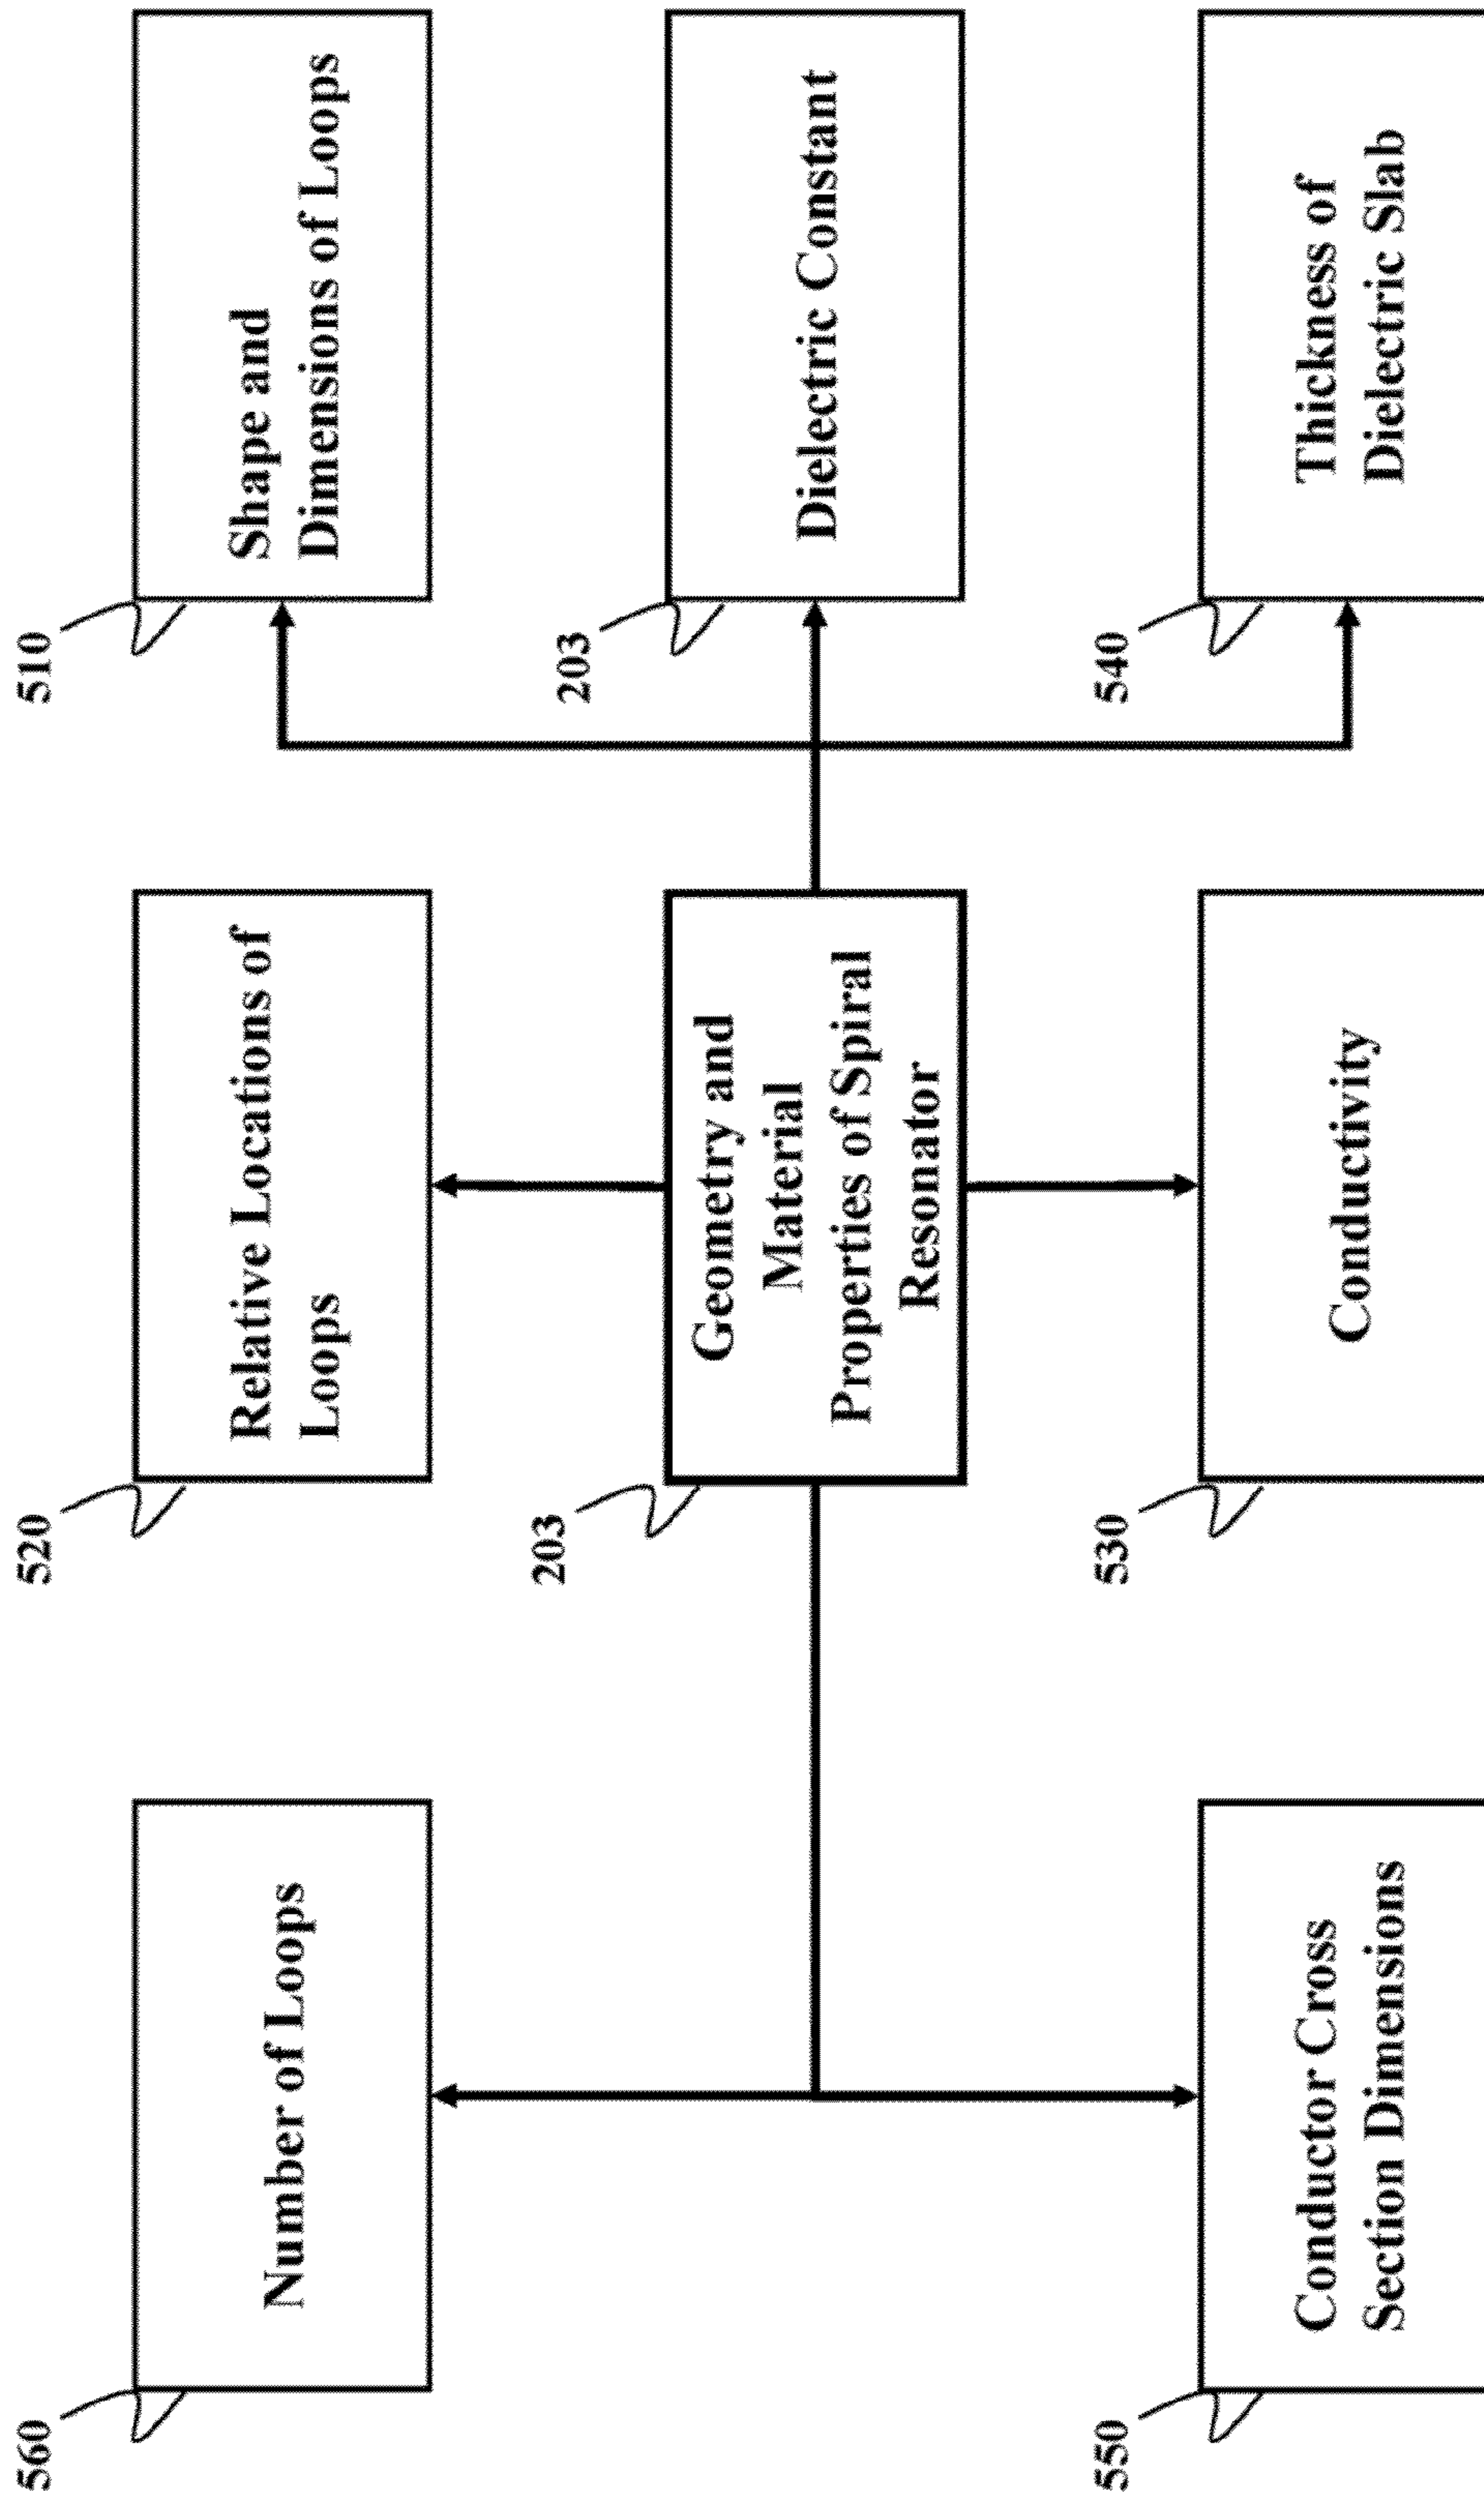 560
Number of Loops
520
Relative Locations of
Loops
510
Shape and
Dimensions of Loops
203
Geometry and
Material
Properties of Spiral
Resonator
203
Dielectric Constant
550
Conductor Cross
Section Dimensions
530
Conductivity
540
Thickness of
Dielectric Slab